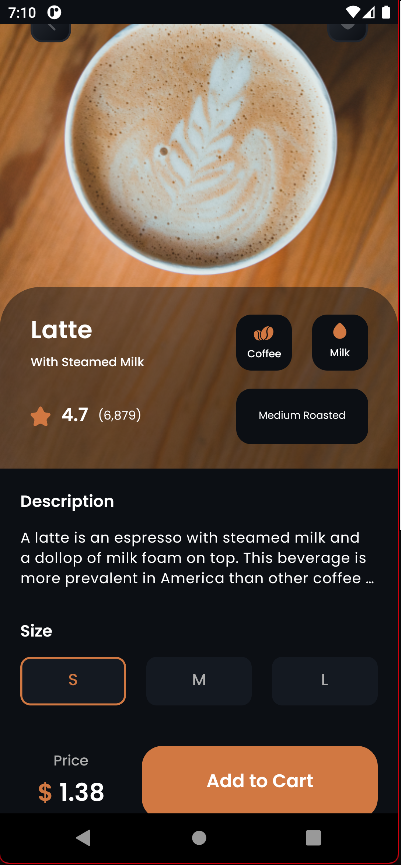 7:10
Latte
With Steamed Milk
Coffee
Milk
4.7 (6,879)
Medium Roasted
Description
A latte is an espresso with steamed milk and
a dollop of milk foam on top. This beverage is
more prevalent in America than other coffee ...
Size
S
M
L
Price
$ 1.38
Add to Cart